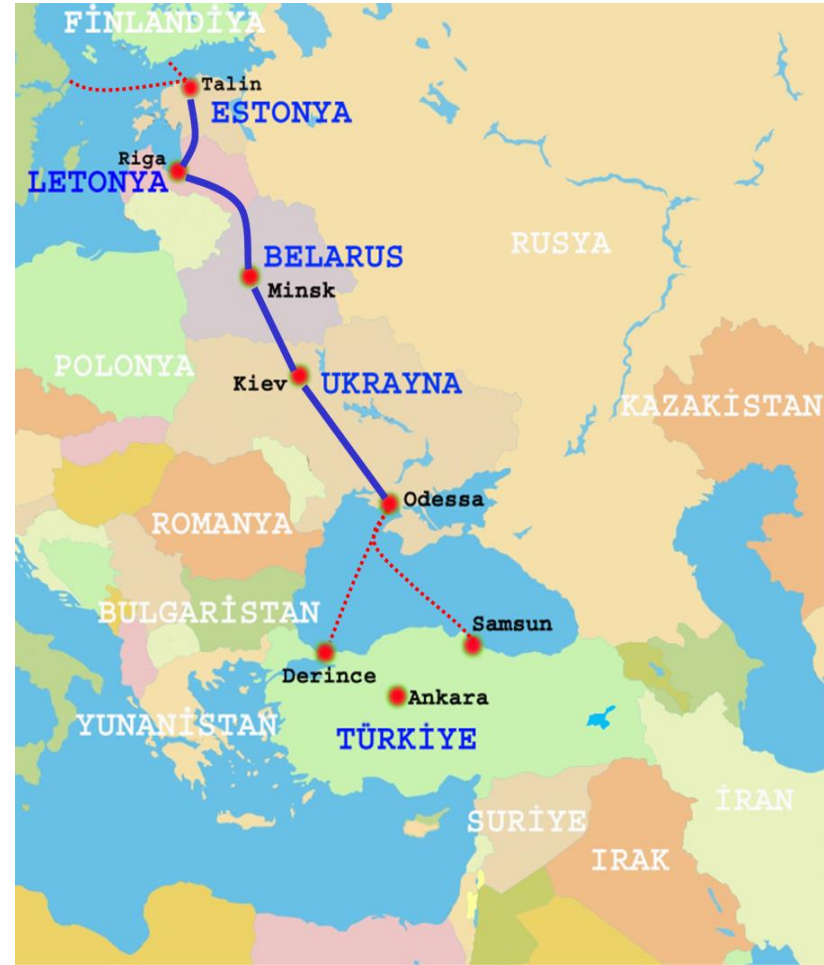 FİNLANDİYA
Talin
ESTONYA
Riga
LETONYA
BELARUS
RUSYA
Minsk
POLONYA
Kiev
UKRAYNA
KAZAKİSTAN
Odessa
ROMANYA
BULGARİSTAN
Samsun
Derince
Ankara
YUNANİSTAN
TÜRKİYE
İRAN
SURİYE
IRAK